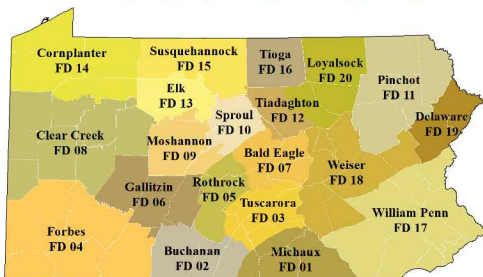 Cornplanter
FD 14
Susquehannock
FD 15
Tioga
FD 16
Loyalsock
FD 20
Pinchot
FD 11
Elk
FD 13
Sproul
FD 10
Tiadaghton
FD 12
Delaware
FD 19
Clear Creek
FD 08
Moshannon
FD 09
Bald Eagle
FD 07
Weiser
FD 18
Gallitzin
FD 06
Rothrock
FD 05
Tuscarora
FD 03
William Penn
FD 17
Forbes
FD 04
Buchanan
FD 02
Michaux
FD 01